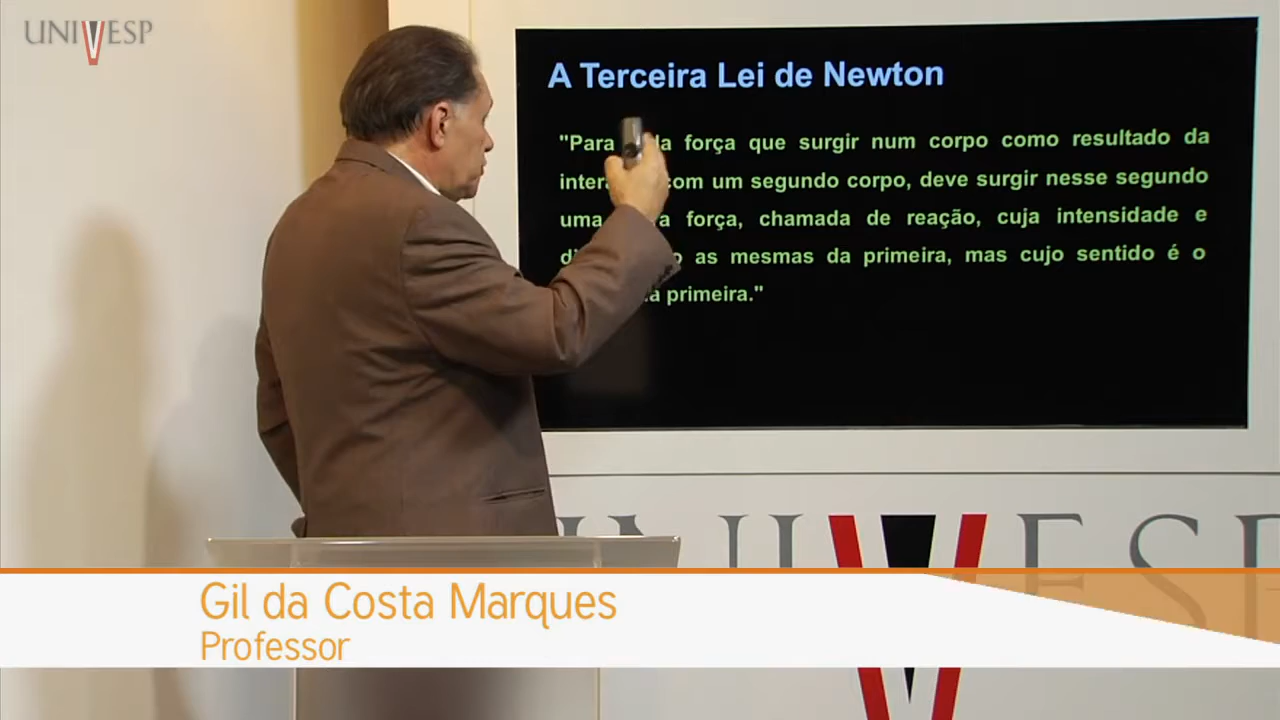 UNIVESP
A Terceira Lei de Newton
"Para força que surgir num corpo como resultado da
com um segundo corpo, deve surgir nesse segundo
uma força, chamada de reação, cuja intensidade e
as mesmas da primeira, mas cujo sentido é o
primeira."
UNIVESP
Gil da Costa Marques
Professor